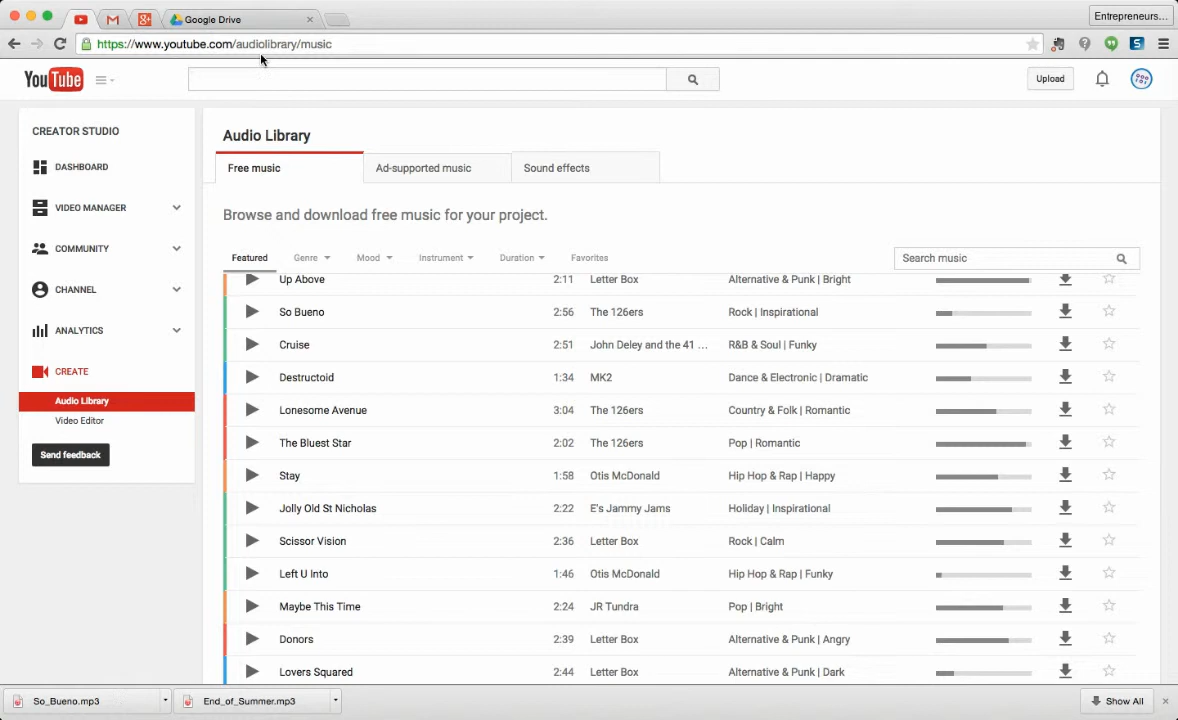 Google Drive
Entrepreneurs...
https://www.youtube.com/audiolibrary/music
YouTube
Upload
CREATOR STUDIO
DASHBOARD
VIDEO MANAGER
COMMUNITY
CHANNEL
ANALYTICS
CREATE
Audio Library
Video Editor
Send feedback
Audio Library
Free music Ad-supported music Sound effects
Browse and download free music for your project.
Featured Genre Mood Instrument Duration Favorites Search music
Up Above 2:11 Letter Box Alternative & Punk | Bright
So Bueno 2:56 The 126ers Rock | Inspirational
Cruise 2:51 John Deley and the 41 ... R&B & Soul | Funky
Destructoid 1:34 MK2 Dance & Electronic | Dramatic
Lonesome Avenue 3:04 The 126ers Country & Folk | Romantic
The Bluest Star 2:02 The 126ers Pop | Romantic
Stay 1:58 Otis McDonald Hip Hop & Rap | Happy
Jolly Old St Nicholas 2:22 E's Jammy Jams Holiday | Inspirational
Scissor Vision 2:36 Letter Box Rock | Calm
Left U Into 1:46 Otis McDonald Hip Hop & Rap | Funky
Maybe This Time 2:24 JR Tundra Pop | Bright
Donors 2:39 Letter Box Alternative & Punk | Angry
Lovers Squared 2:44 Letter Box Alternative & Punk | Dark
So_Bueno.mp3 End_of_Summer.mp3 Show All